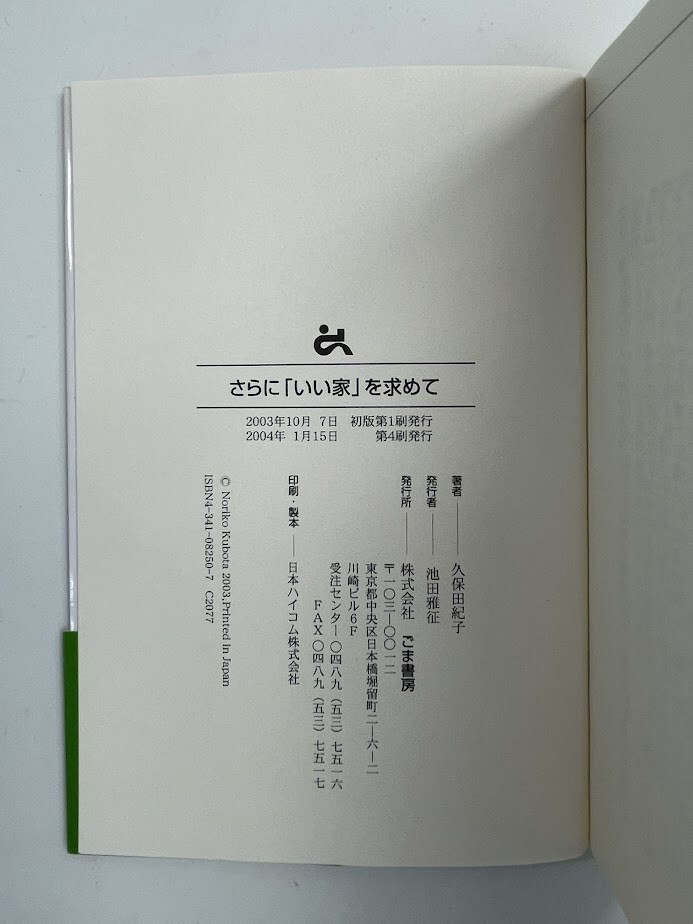 さらに「いい家」を求めて
2003年10月 7日　初版第1刷発行
2004年 1月15日　　　第4刷発行
著者――――久保田紀子
発行者――――池田雅征
発行所――――株式会社　ごま書房
〒一〇三―〇〇一二
東京都中央区日本橋堀留町二―六―二
川崎ビル6F
受注センター〇四八九（五三）七五一六
FAX〇四八九（五三）七五一七
印刷・製本――日本ハイコム株式会社
© Noriko Kubota 2003,Printed In Japan
ISBN4-341-08250-7　C2077